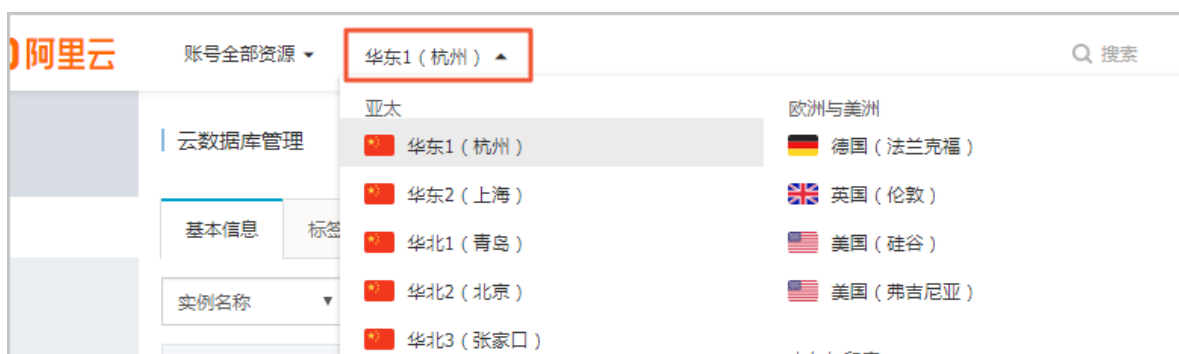 阿里云
账号全部资源
华东1（杭州）
搜索
云数据库管理
基本信息
标签
实例名称
亚太
华东1（杭州）
华东2（上海）
华北1（青岛）
华北2（北京）
华北3（张家口）
欧洲与美洲
德国（法兰克福）
英国（伦敦）
美国（硅谷）
美国（弗吉尼亚）